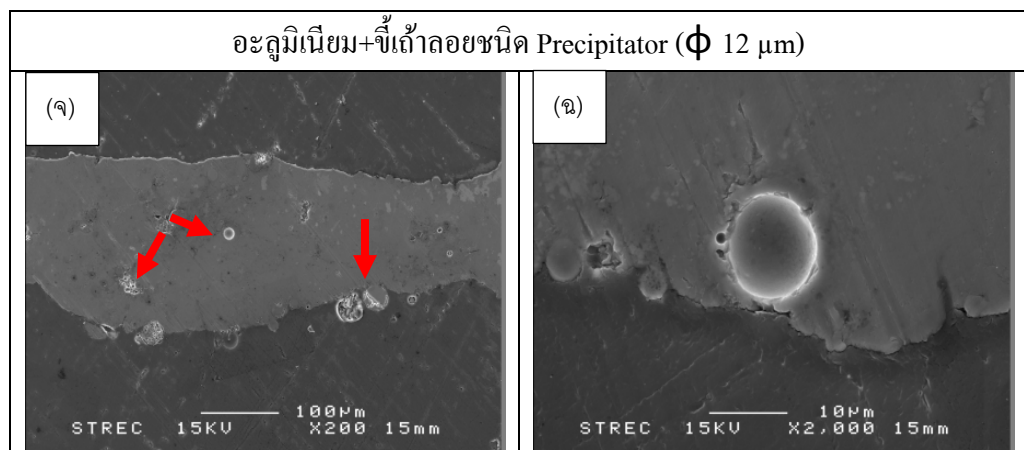 อะลูมิเนียม+ขี้เถ้าลอยชนิด Precipitator (ϕ 12 µm)
(จ)
(ฉ)
100µm
STREC 15KV X200 15mm
10µm
STREC 15KV X2,000 15mm